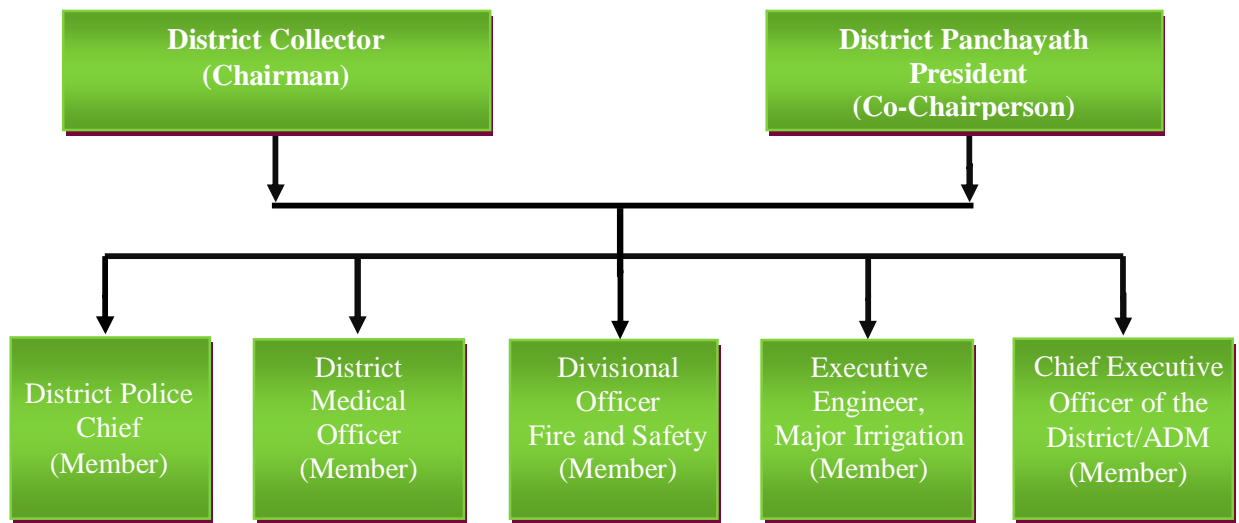 District Collector
(Chairman)
District Panchayath
President
(Co-Chairperson)
District Police
Chief
(Member)
District
Medical
Officer
(Member)
Divisional
Officer
Fire and Safety
(Member)
Executive
Engineer,
Major Irrigation
(Member)
Chief Executive
Officer of the
District/ADM
(Member)